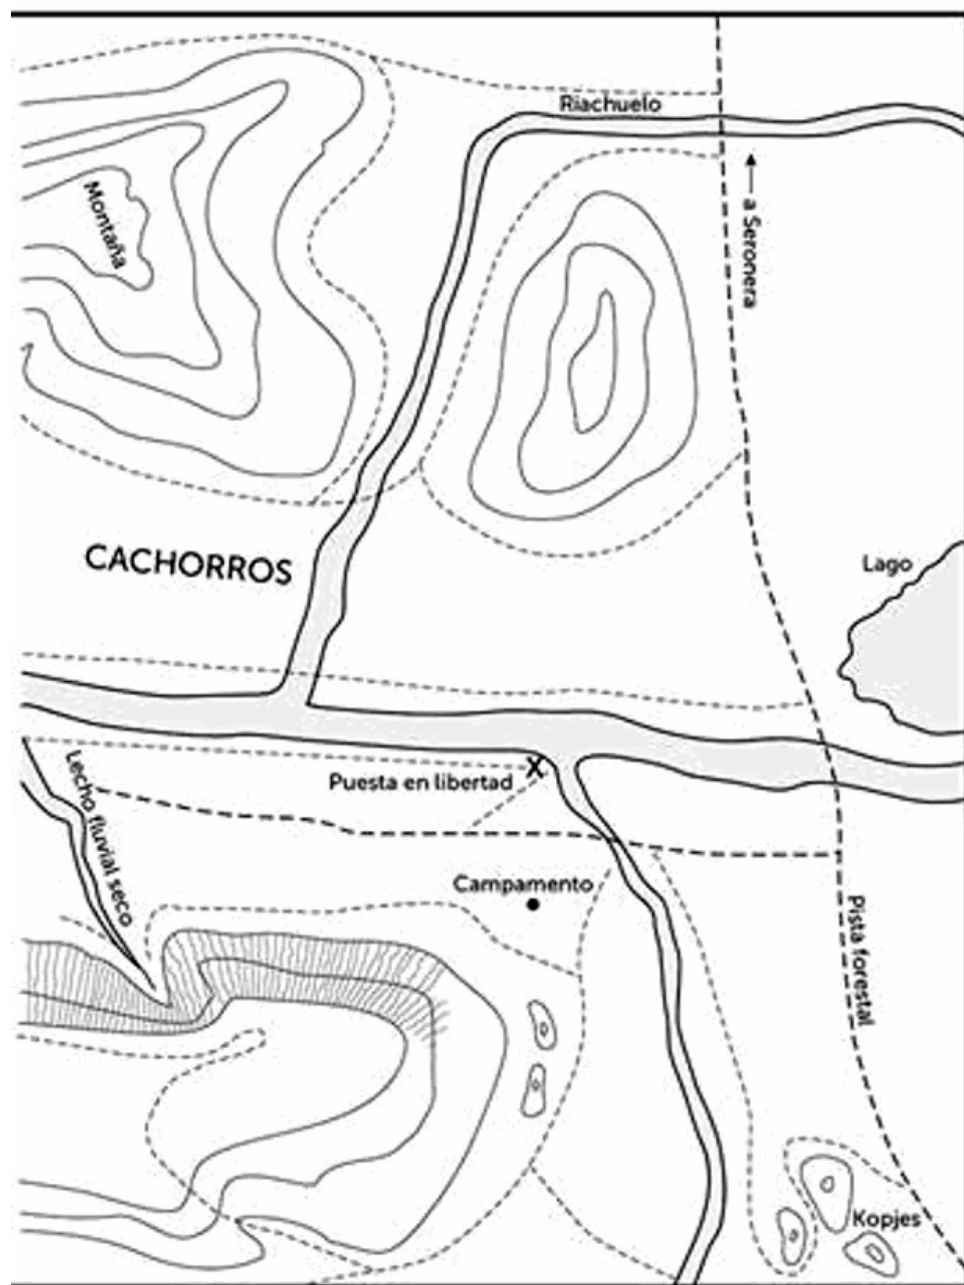 Riachuelo
Montaña
a Seronera
CACHORROS
Lago
Puesta en libertad
X
Lecho fluvial seco
Campamento
Pista forestal
Kopjes